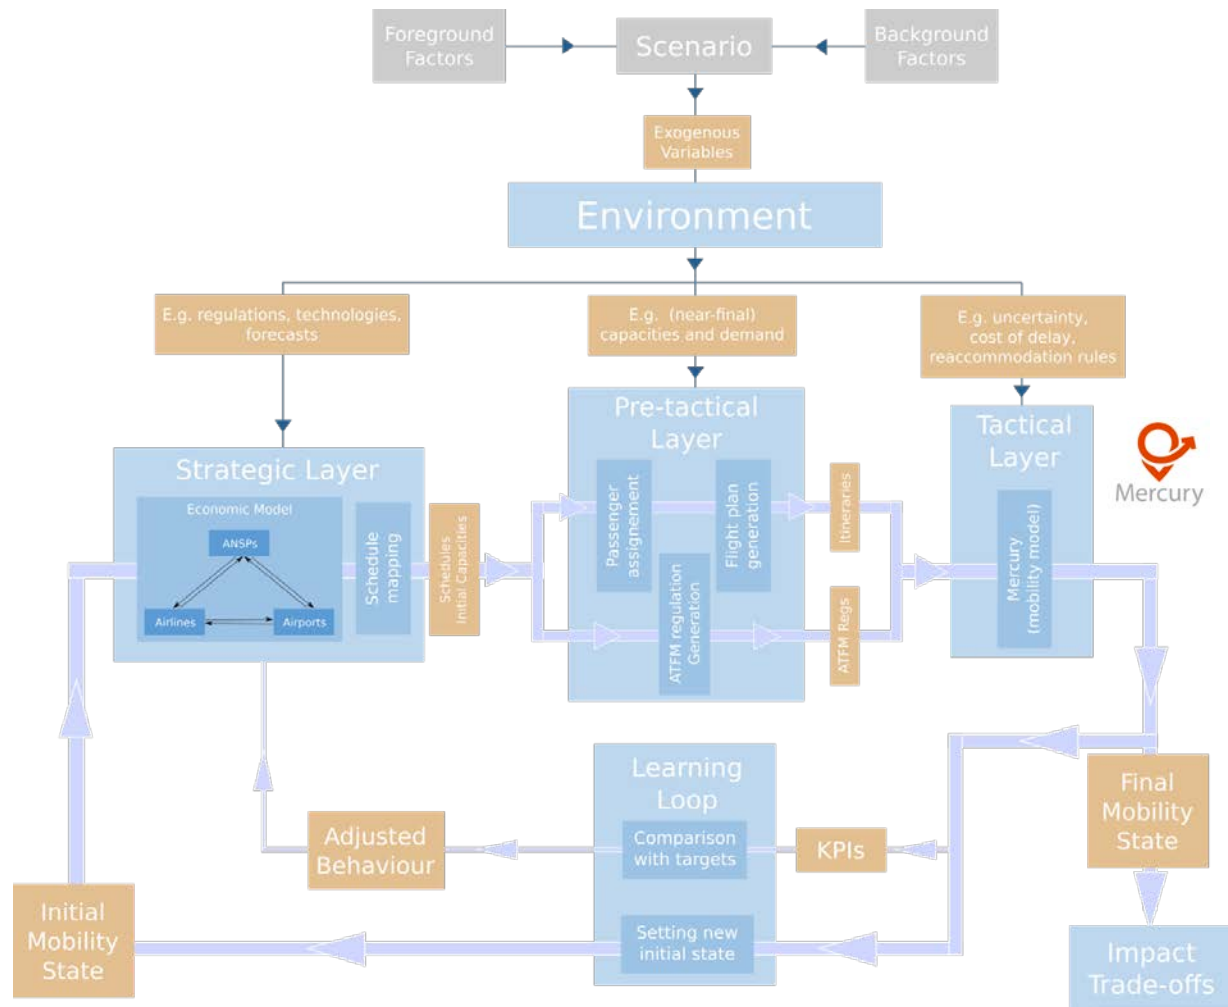 Foreground
Factors
Scenario
Background
Factors
Exogenous
Variables
Environment
E.g. regulations, technologies,
forecasts
E.g. (near-final)
capacities and demand
E.g. uncertainty,
cost of delay,
reaccommodation rules
Strategic Layer
Economic Model
ANSPs
Airlines
Airports
Schedule
mapping
Schedules
Initial Capacities
Pre-tactical
Layer
Passenger
assignement
Flight plan
generation
ATFM regulation
Generation
Itineraries
ATFM Regs
Tactical
Layer
Mercury
(mobility model)
Mercury
Learning
Loop
Comparison
with targets
Setting new
initial state
KPIs
Adjusted
Behaviour
Initial
Mobility
State
Final
Mobility
State
Impact
Trade-offs